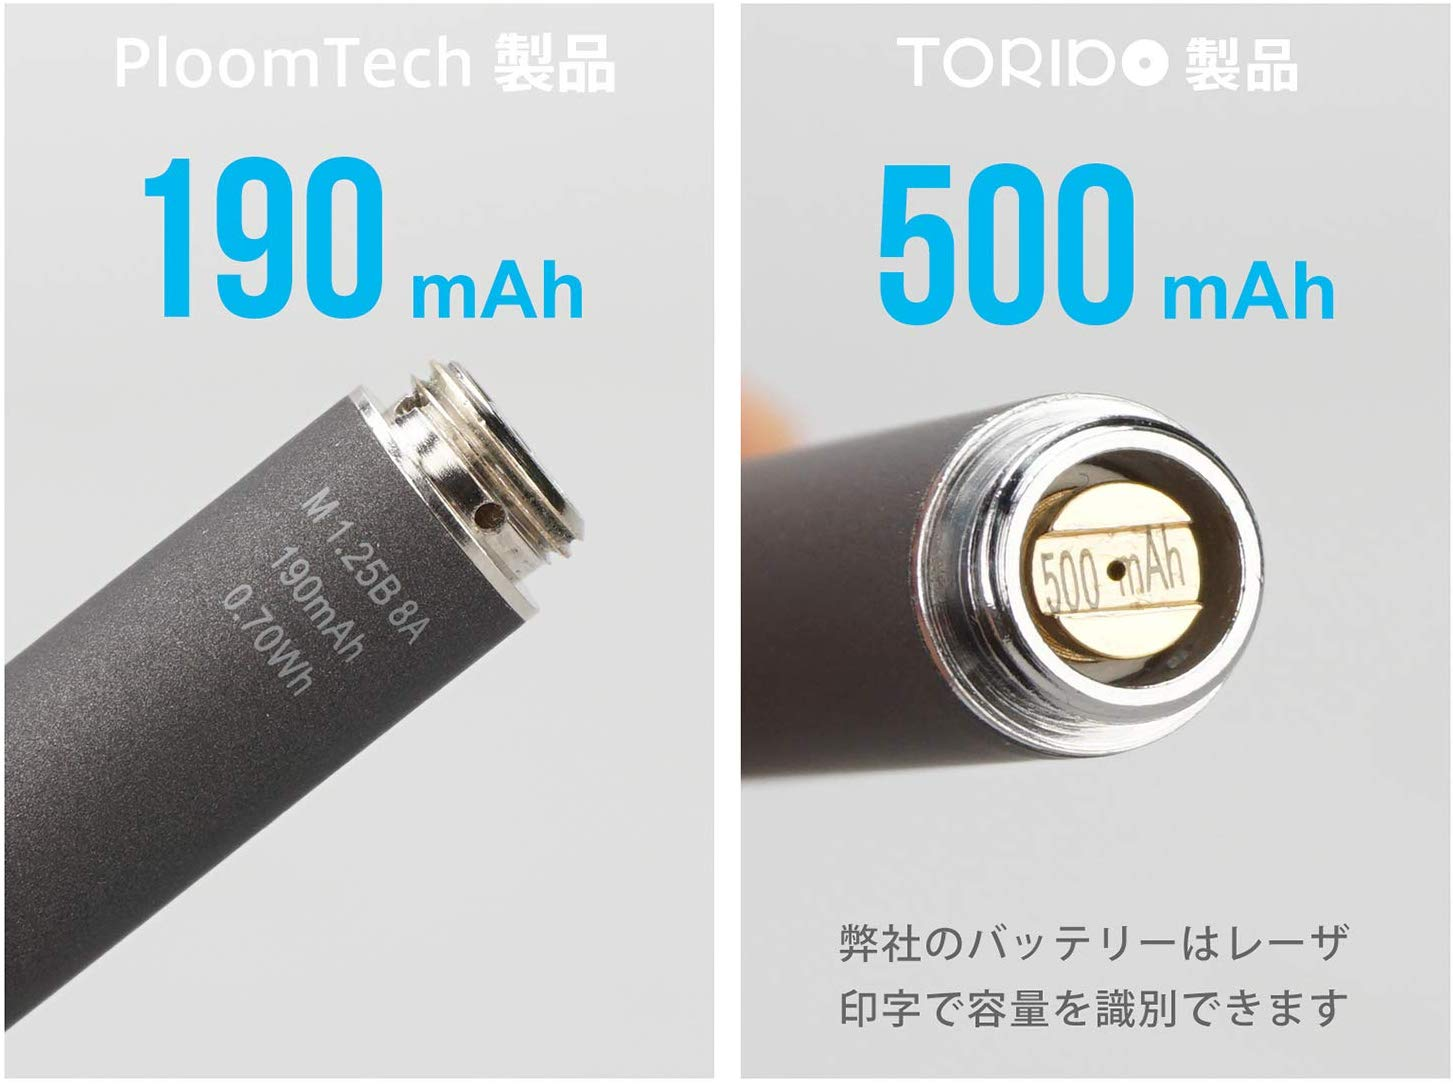 PloomTech 製品
190 mAh
M 1.25B 8A
190mAh
0.70Wh
TORIDO 製品
500 mAh
500 mAh
弊社のバッテリーはレーザ
印字で容量を識別できます